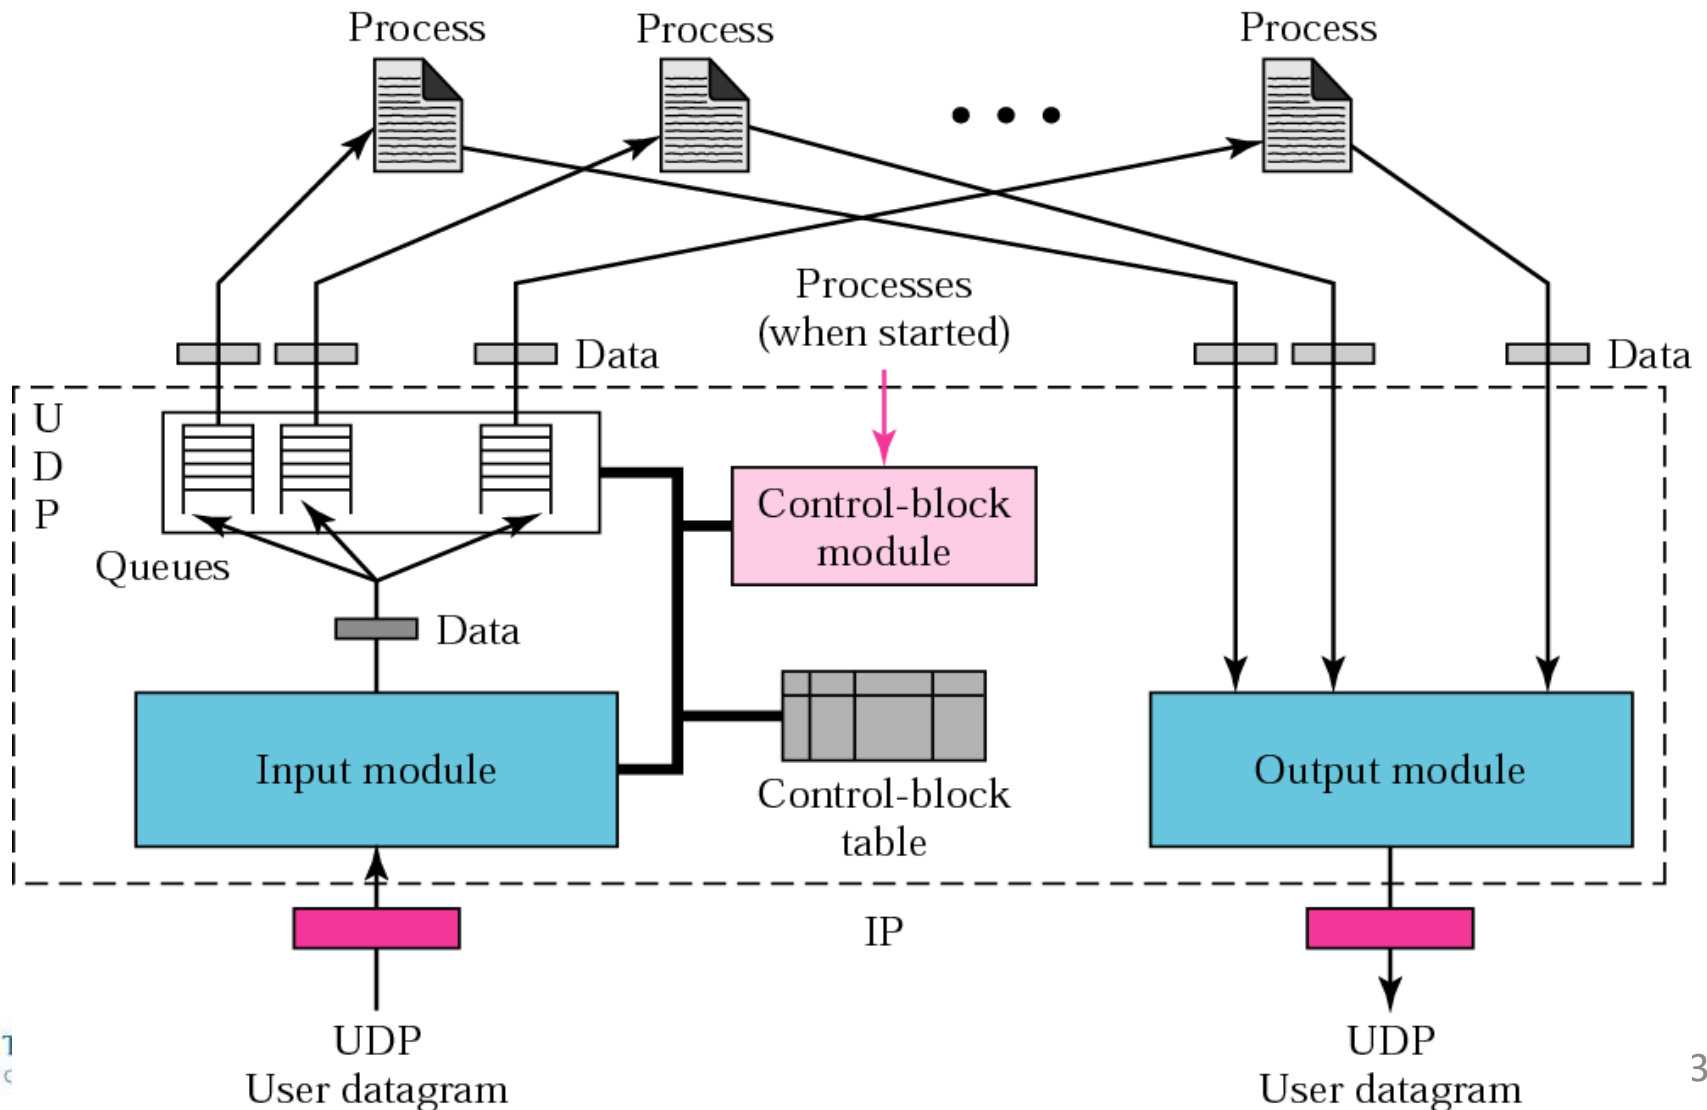 Process
Process
Process
Processes
(when started)
Data
Data
U
D
P
Control-block
module
Queues
Data
Input module
Control-block
table
Output module
IP
UDP
User datagram
UDP
User datagram
3